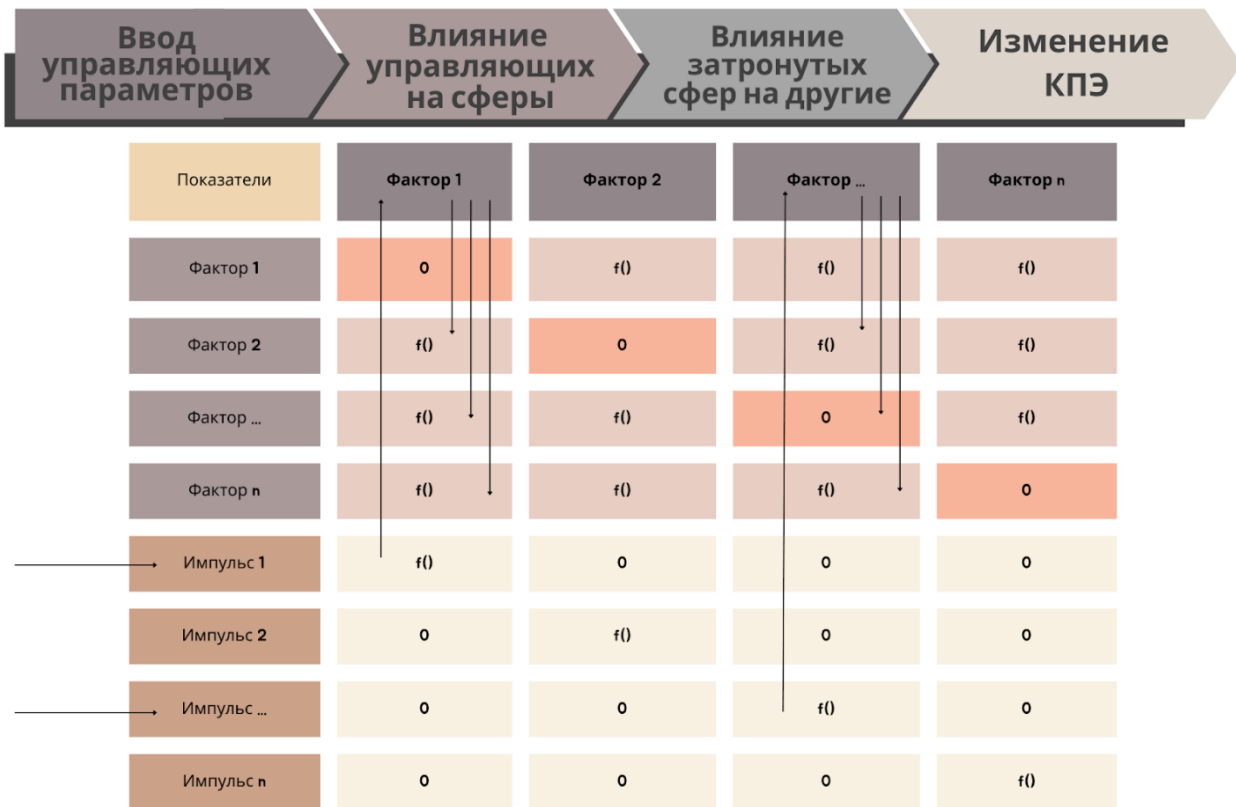 Ввод
управляющих
параметров
Влияние
управляющих
на сферы
Влияние
затронутых
сфер на другие
Изменение
КПЭ
Показатели Фактор 1 Фактор 2 Фактор ... Фактор n
Фактор 1 0 f() f() f()
Фактор 2 f() 0 f() f()
Фактор ... f() f() 0 f()
Фактор n f() f() f() 0
Импульс 1 f() 0 0 0
Импульс 2 0 f() 0 0
Импульс ... 0 0 f() 0
Импульс n 0 0 0 f()